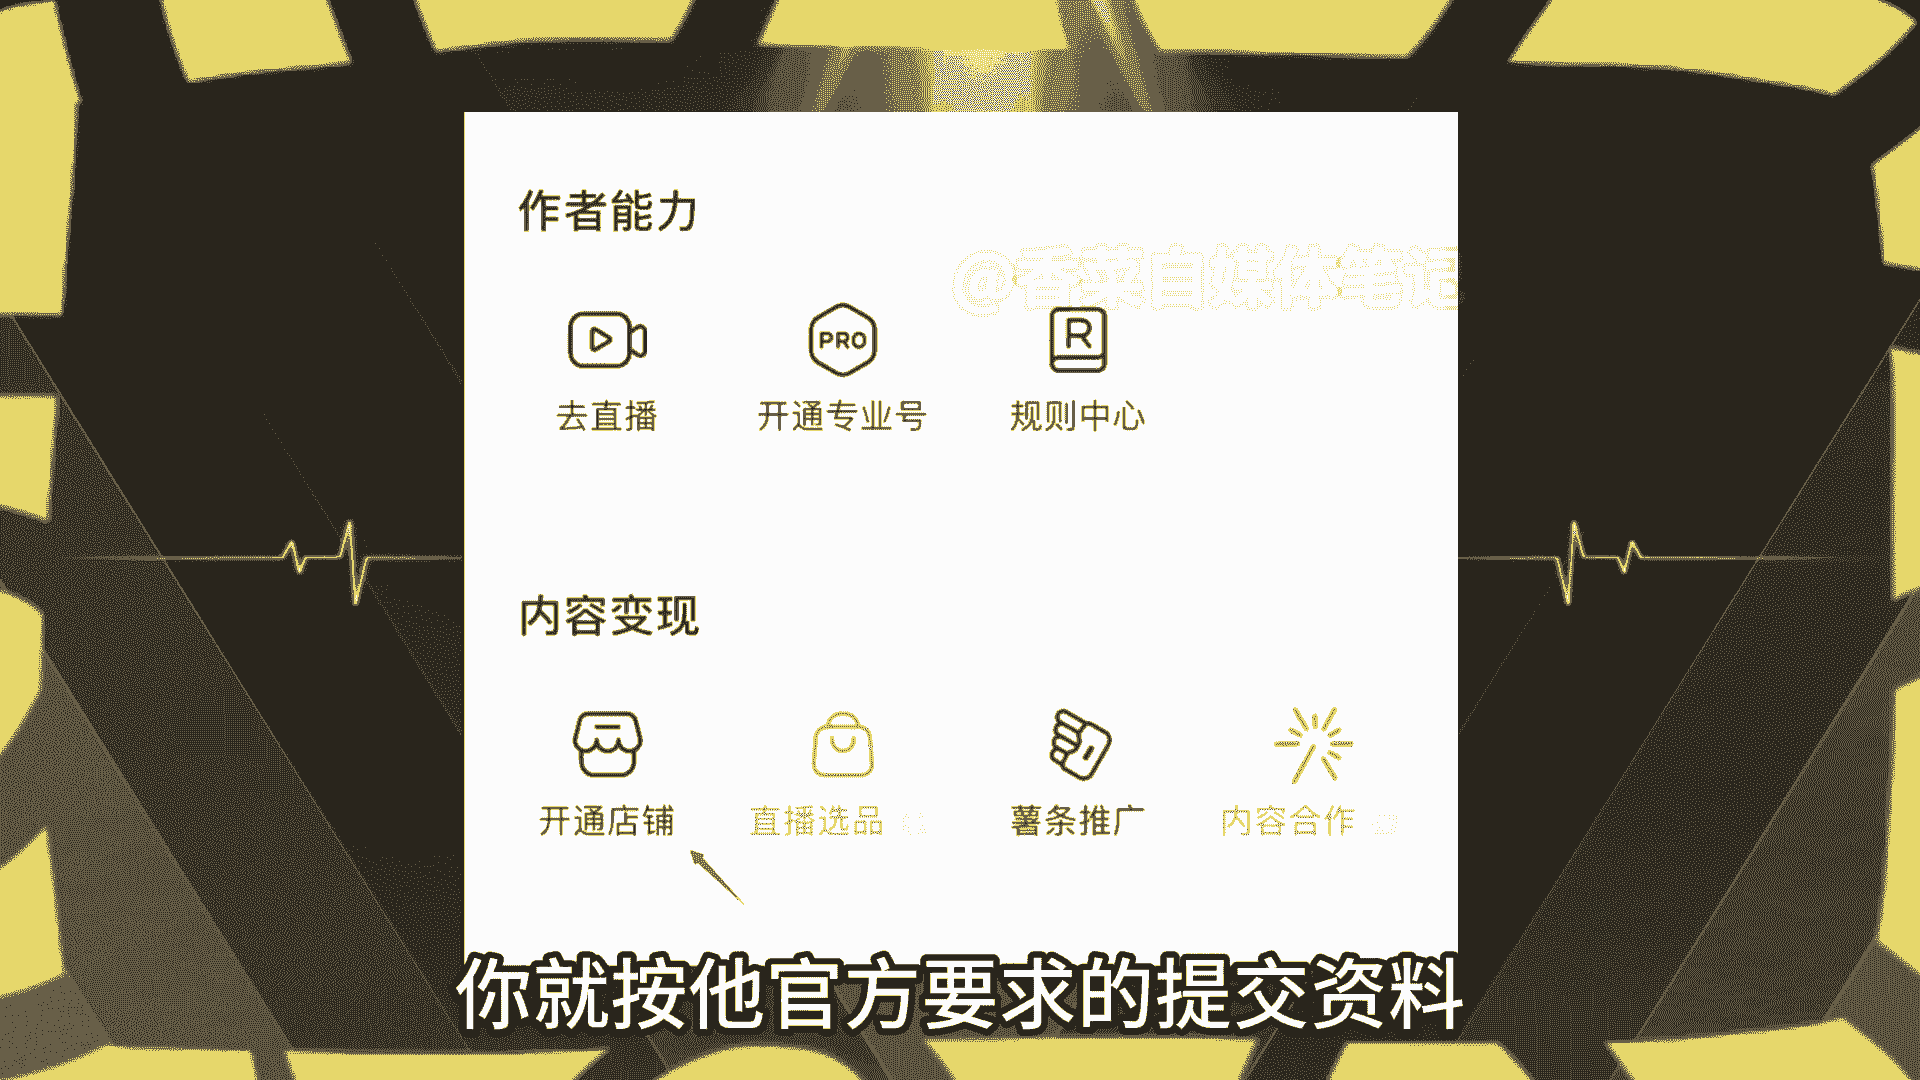 作者能力
@香菜自媒体笔记
PRO
R
去直播
开通专业号
规则中心
内容变现
开通店铺
直播选品
薯条推广
内容合作
你就按他官方要求的提交资料